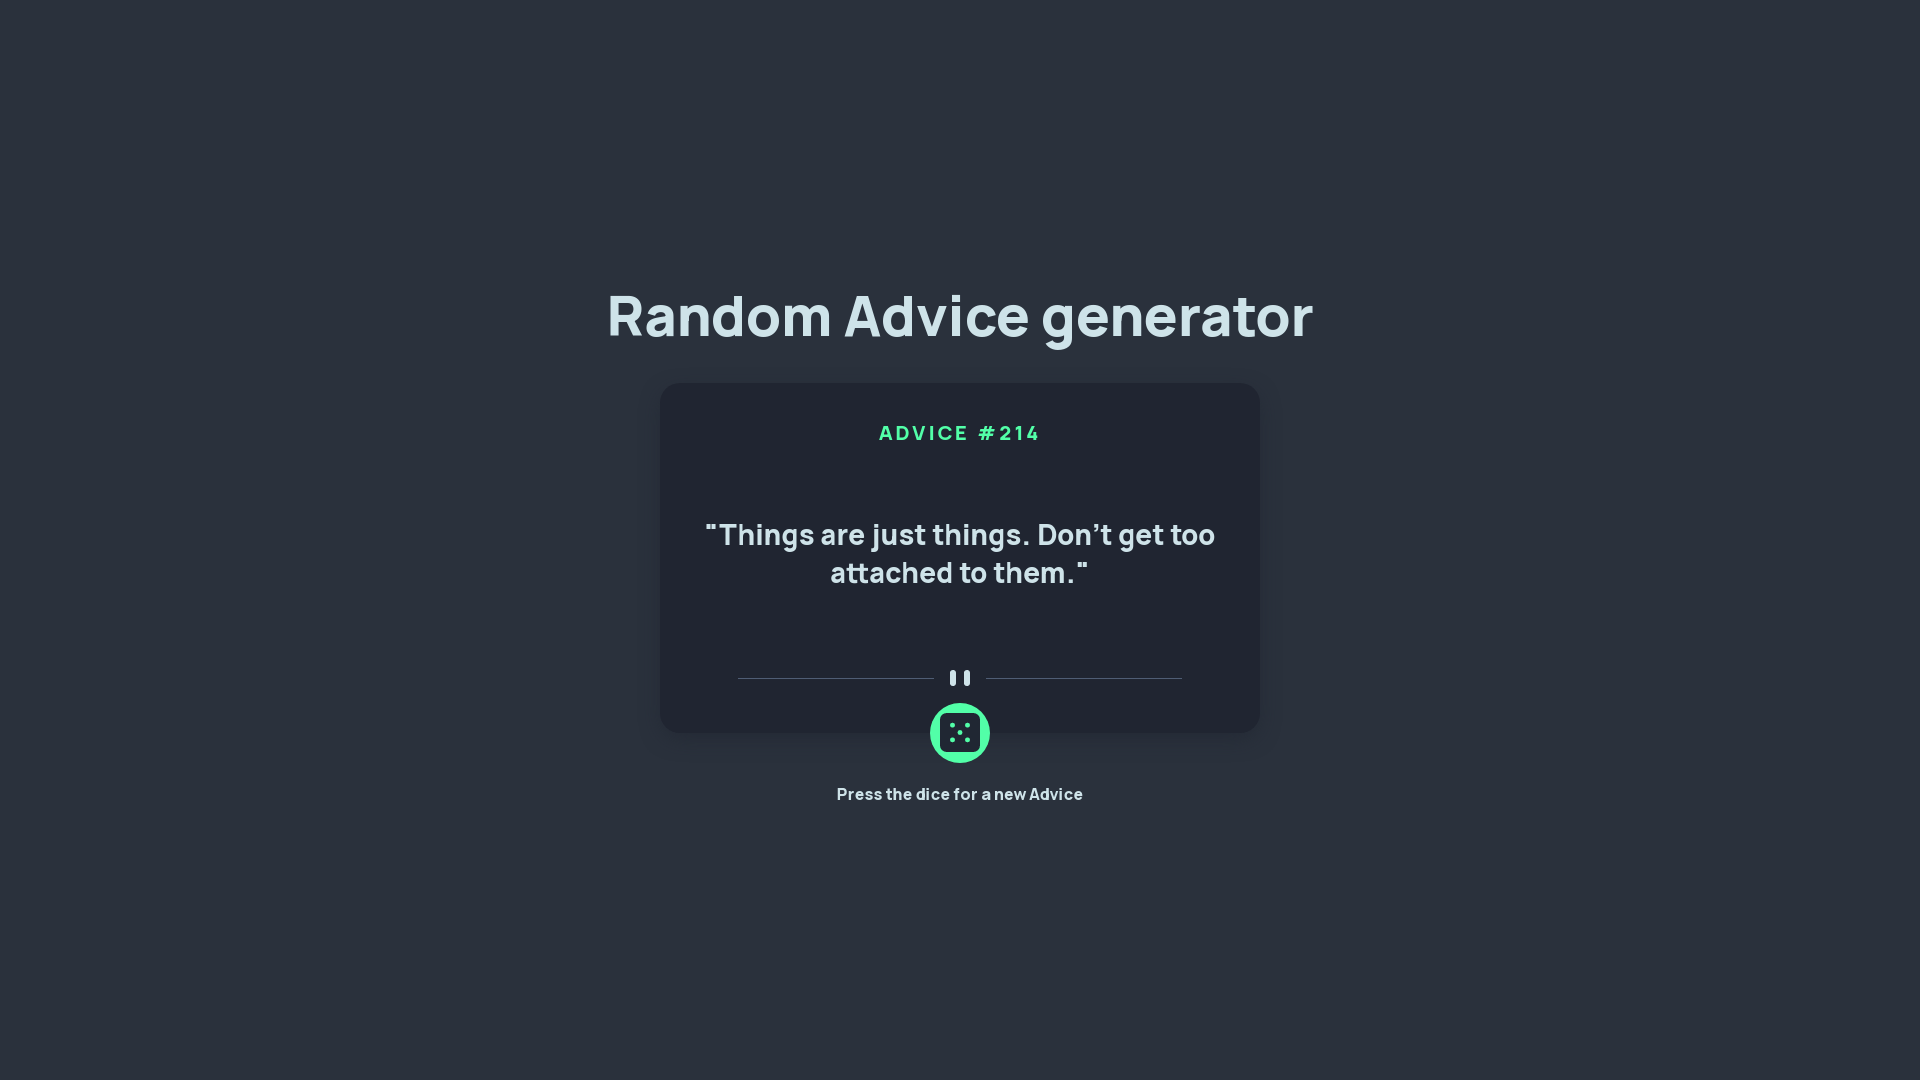 Random Advice generator
ADVICE #214
"Things are just things. Don't get too
attached to them."
Press the dice for a new Advice